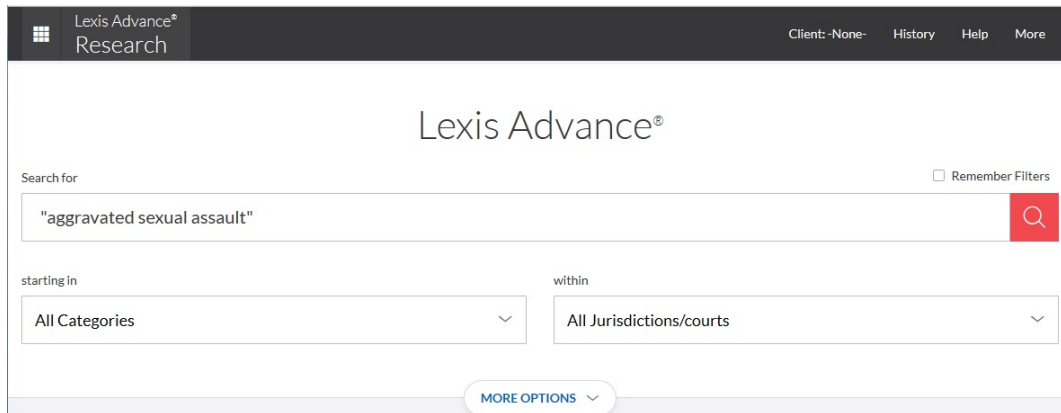 Lexis Advance®
Research
Client: -None- History Help More
Lexis Advance®
Search for
Remember Filters
"aggravated sexual assault"
starting in
within
All Categories
All Jurisdictions/courts
MORE OPTIONS